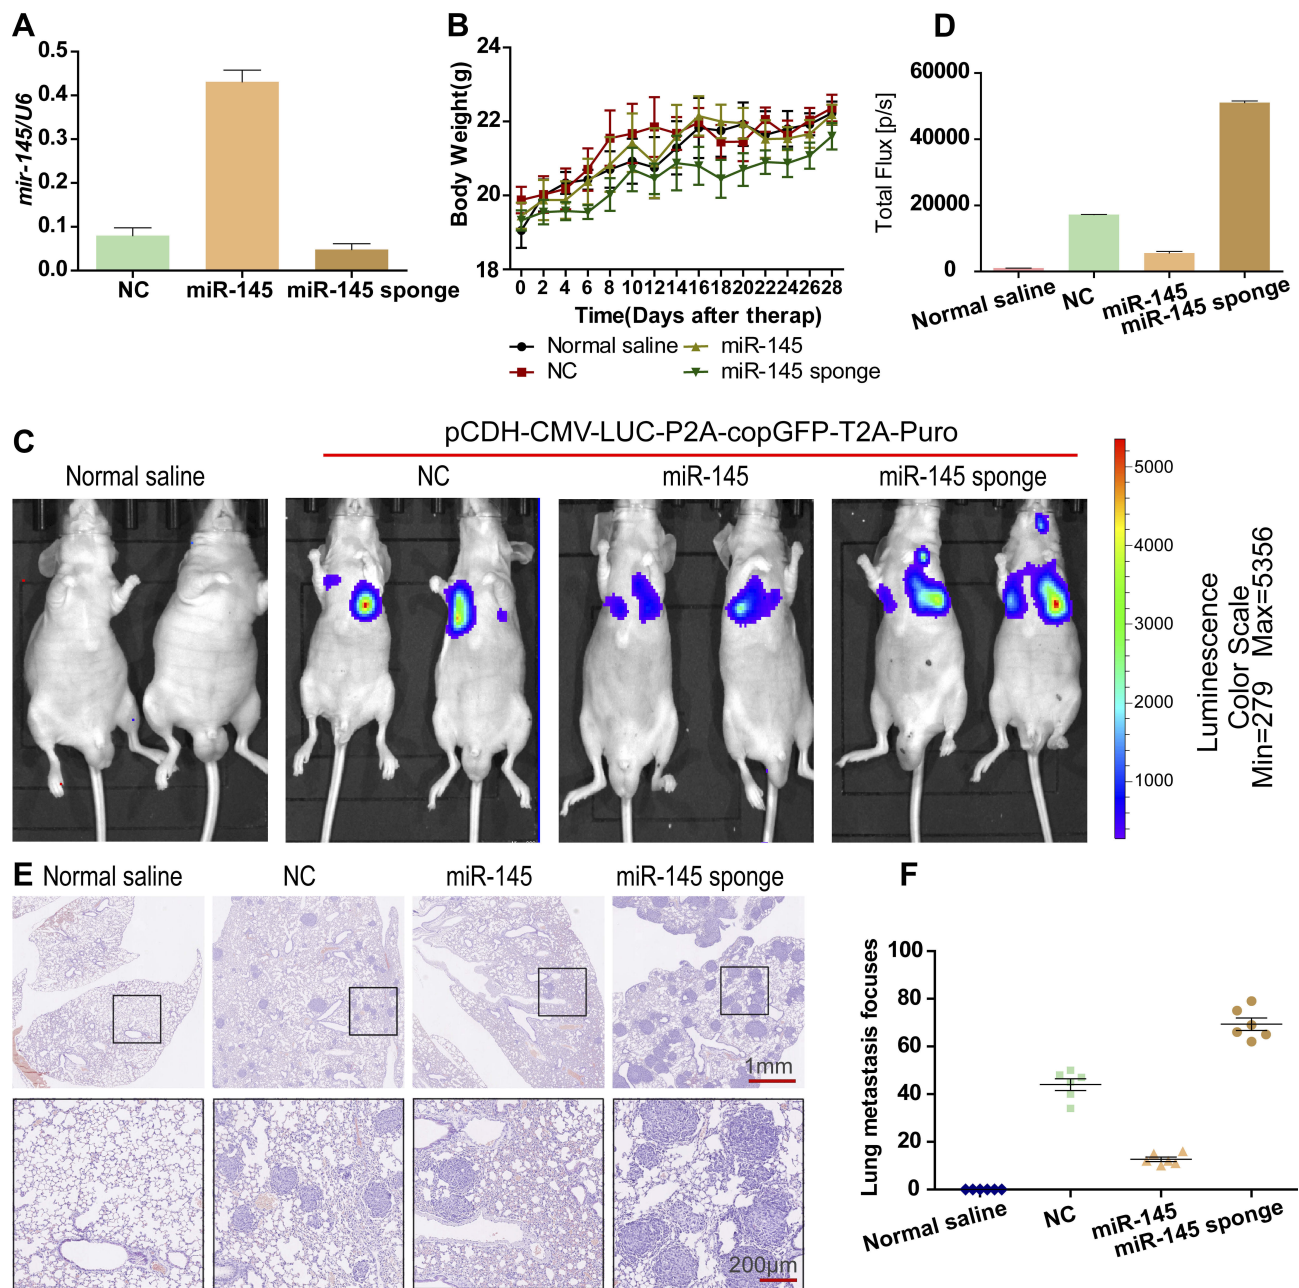 A
0.5
0.4
0.3
0.2
0.1
0.0
mir-145/U6
NC
miR-145
miR-145 sponge
B
24
22
20
18
Body Weight(g)
0 2 4 6 8 10 12 14 16 18 20 22 24 26 28
Time(Days after therap)
Normal saline
miR-145
NC
miR-145 sponge
D
60000
40000
20000
0
Total Flux [p/s]
Normal saline
NC
miR-145
miR-145 sponge
C
pCDH-CMV-LUC-P2A-copGFP-T2A-Puro
Normal saline
NC
miR-145
miR-145 sponge
5000
4000
3000
2000
1000
Luminescence
Color Scale
Min=279 Max=5356
E
Normal saline
NC
miR-145
miR-145 sponge
1mm
200μm
F
100
80
60
40
20
0
Lung metastasis focuses
Normal saline
NC
miR-145
miR-145 sponge